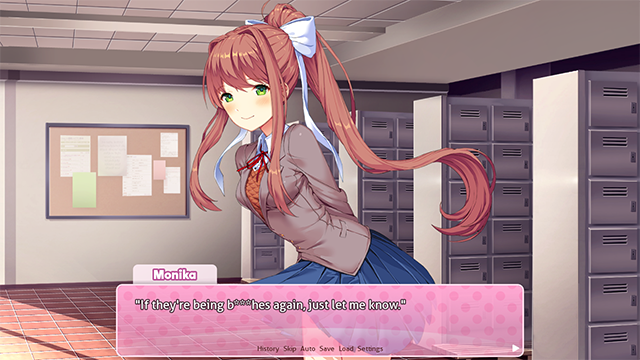 Monika
"If they're being b***hes again, just let me know."
History Skip Auto Save Load Settings